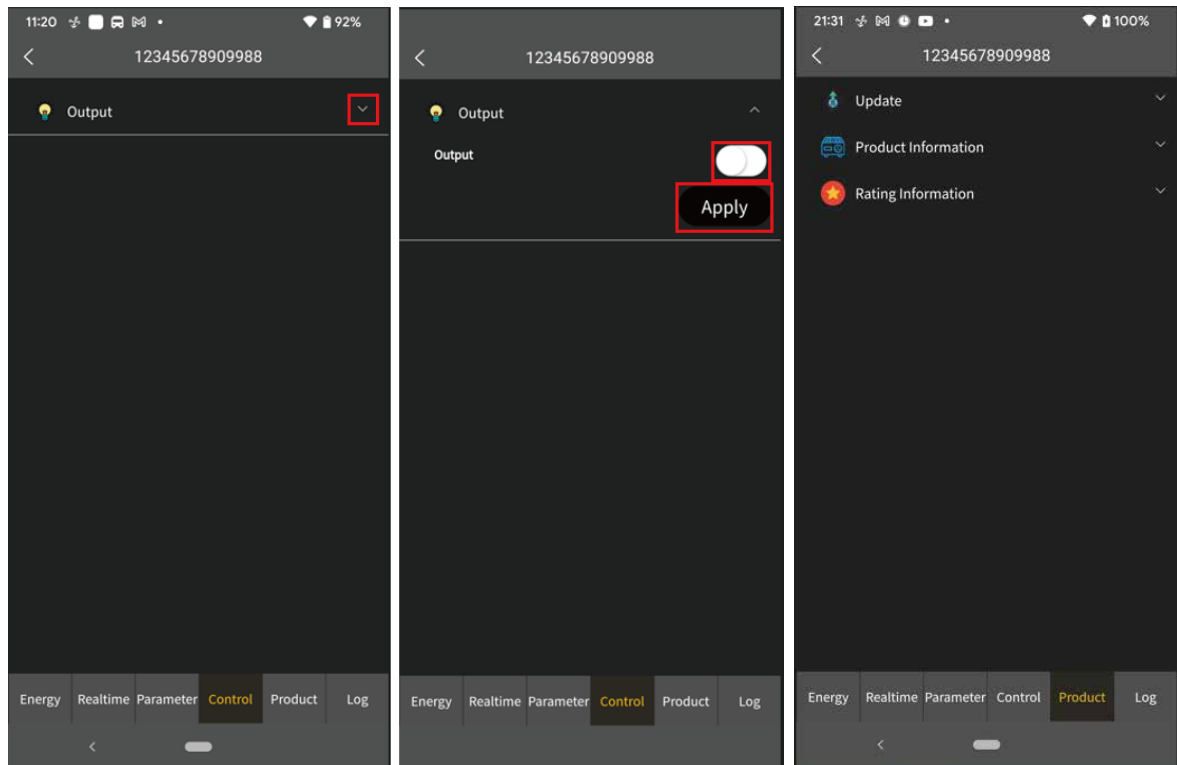 11:20 92%
12345678909988
Output
Energy Realtime Parameter Control Product Log
12345678909988
Output
Output
Apply
Energy Realtime Parameter Control Product Log
21:31 100%
12345678909988
Update
Product Information
Rating Information
Energy Realtime Parameter Control Product Log